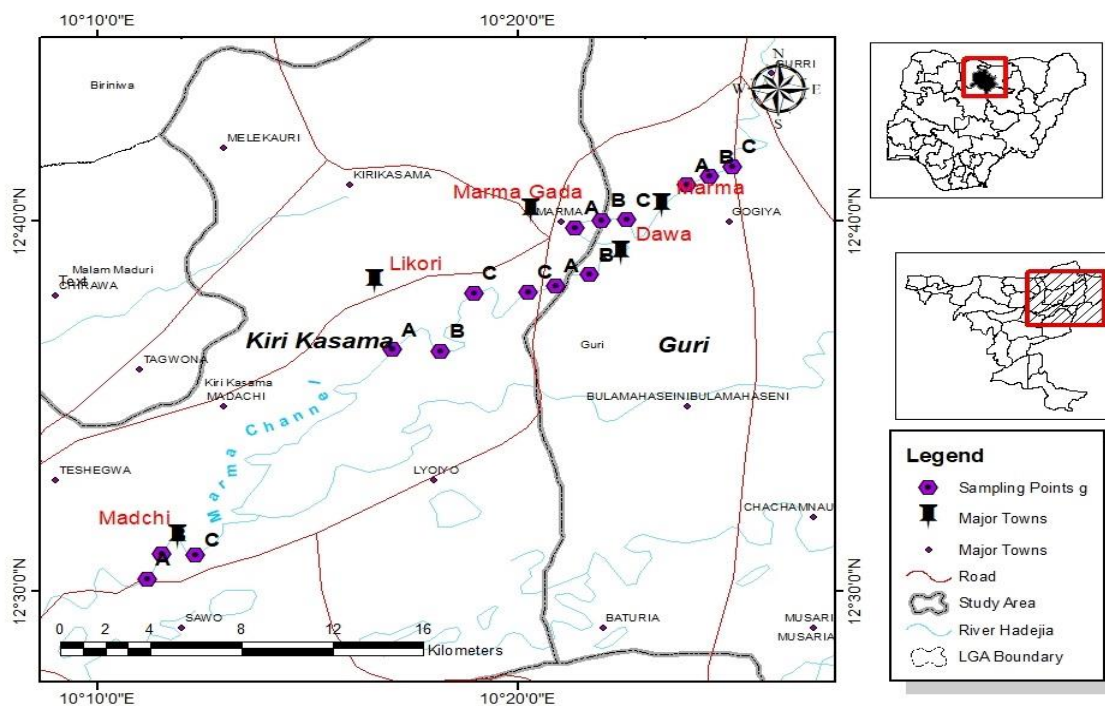 10°10'0"E
10°20'0"E
Biriniwa
N
GURRI
W
E
S
MELEKAURI
KIRIKASAMA
C
B
A
Marma
Marma Gada
B
C
A
MARMA
GOGIYA
12°40'0"N
12°40'0"N
Dawa
Likori
Malam Maduri
Text
C
C
A
B
Kiri Kasama
A
B
Guri
Guri
TAGWONA
Kiri Kasama
MADACHI
BULAMAHASEINI
BULAMAHASENI
Marma Channel
TESHEGWA
LYOIYO
CHACHAMNAU
Madchi
A
C
12°30'0"N
12°30'0"N
SAWO
BATURIA
MUSARI
MUSARIA
0 2 4 8 12 16
Kilometers
10°10'0"E
10°20'0"E
Legend
Sampling Points g
Major Towns
Major Towns
Road
Study Area
River Hadejia
LGA Boundary